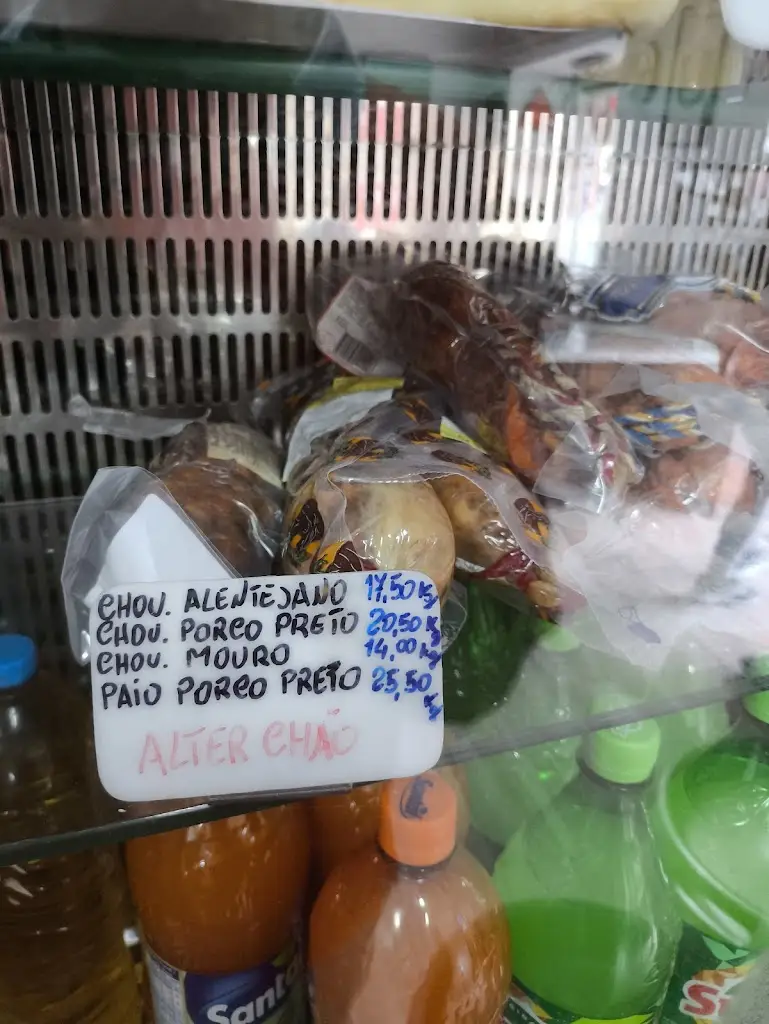 CHOU. ALENTEJANO 17,50 Kg
CHOU. PORCO PRETO 20,50 Kg
CHOU. MOURO 14,00 Kg
PAIO PORCO PRETO 25,50 Kg
ALTER CHÃO